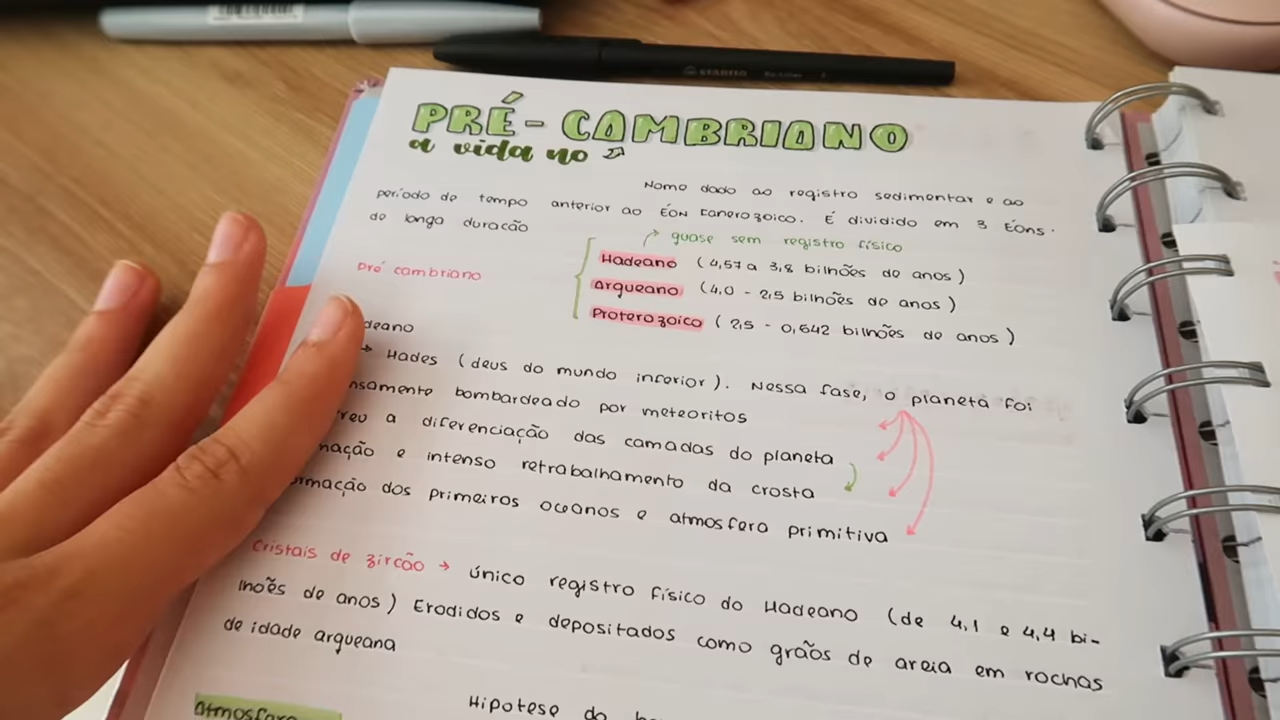 STABILO
PRÉ-CAMBRIANO
a vida no
Nome dado ao registro sedimentar e ao
período de tempo anterior ao ÉON Fanerozoico. É dividido em 3 Éons.
de longa duracão
quase sem registro físico
Hadeano (4,57 a 3,8 bilhões de anos)
Pré cambriano
Arqueano (4,0 - 2,5 bilhões de anos)
Proterozoico (2,5 - 0,542 bilhões de anos)
deano
→ Hades (deus do mundo inferior). Nessa fase, o planeta foi
nsamente bombardeado por meteoritos
rreu a diferenciação das camadas do planeta
mação e intenso retrabalhamento da crosta
ormação dos primeiros oceanos e atmosfera primitiva
Cristais de zircão → único registro físico do Hadeano (de 4,1 e 4,4 bi-
lhões de anos) Erodidos e depositados como grãos de areia em rochas
de idade arqueana
Atmosfera
Hipotese do